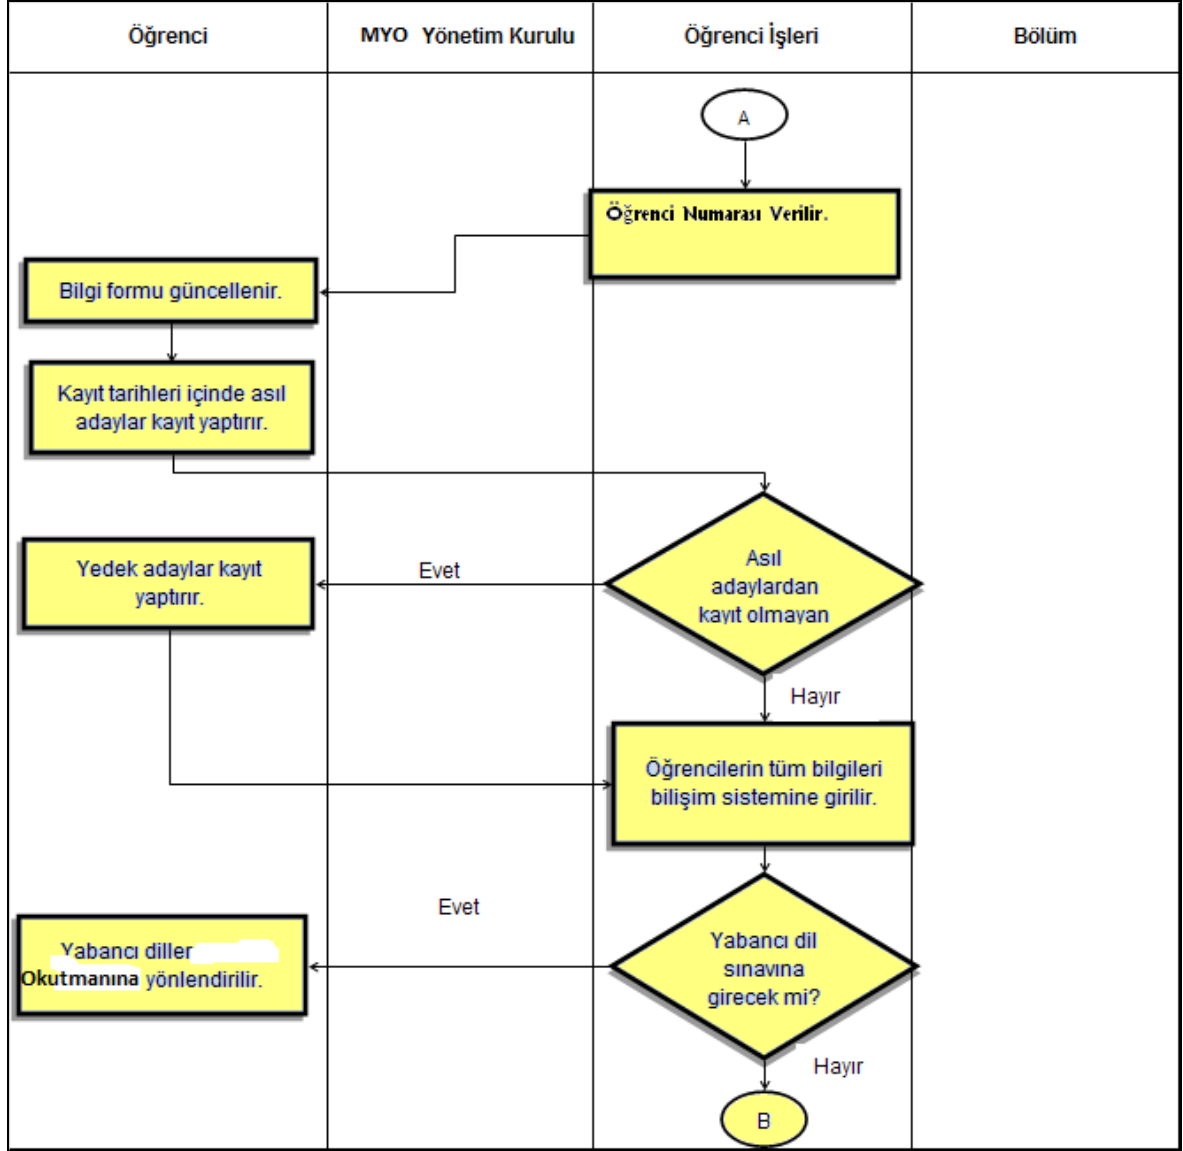 Öğrenci
MYO Yönetim Kurulu
Öğrenci İşleri
Bölüm
A
Öğrenci Numarası Verilir.
Bilgi formu güncellenir.
Kayıt tarihleri içinde asıl
adaylar kayıt yaptırır.
Asıl
adaylardan
kayıt olmayan
Evet
Yedek adaylar kayıt
yaptırır.
Hayır
Öğrencilerin tüm bilgileri
bilişim sistemine girilir.
Evet
Yabancı dil
sınavına
girecek mi?
Yabancı diller
Okutmanına yönlendirilir.
Hayır
B